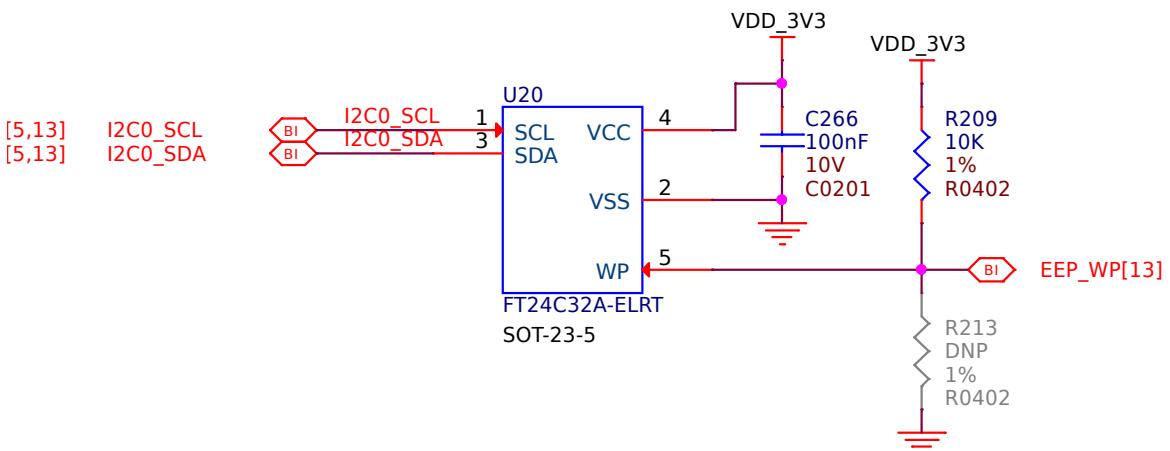 VDD_3V3
VDD_3V3
U20
[5,13] I2C0_SCL BI I2C0_SCL 1 SCL VCC 4
[5,13] I2C0_SDA BI I2C0_SDA 3 SDA
C266
100nF
10V
C0201
R209
10K
1%
R0402
VSS 2
WP 5
BI EEP_WP[13]
FT24C32A-ELRT
SOT-23-5
R213
DNP
1%
R0402